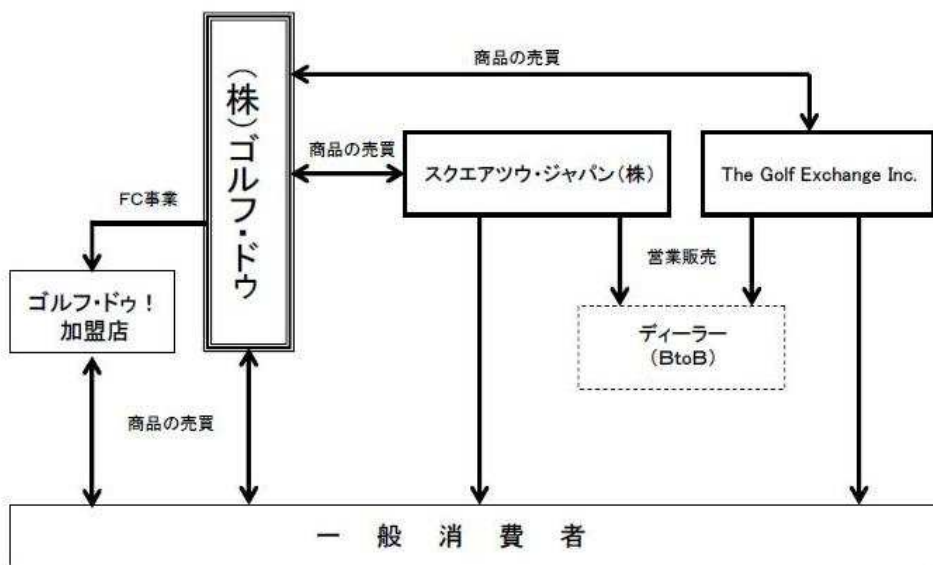 商品の売買
(株)ゴルフ・ドゥ
商品の売買
スクエアツウ・ジャパン(株)
The Golf Exchange Inc.
FC事業
営業販売
ゴルフ・ドゥ!
加盟店
ディーラー
(BtoB)
商品の売買
一般消費者